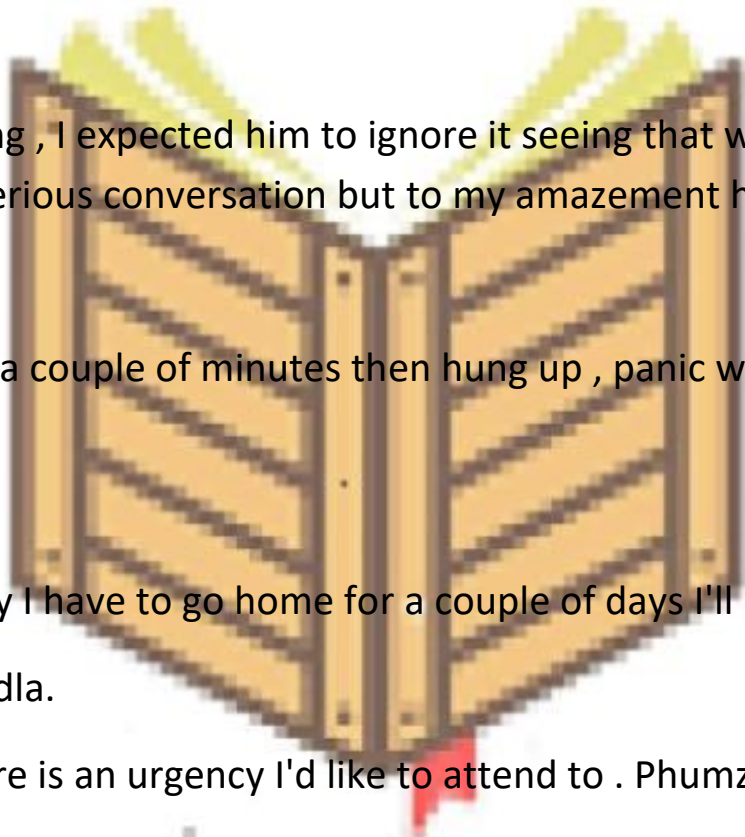 ng , I expected him to ignore it seeing that w
erious conversation but to my amazement h
a couple of minutes then hung up , panic w
y I have to go home for a couple of days I'll
dla.
re is an urgency I'd like to attend to . Phumz